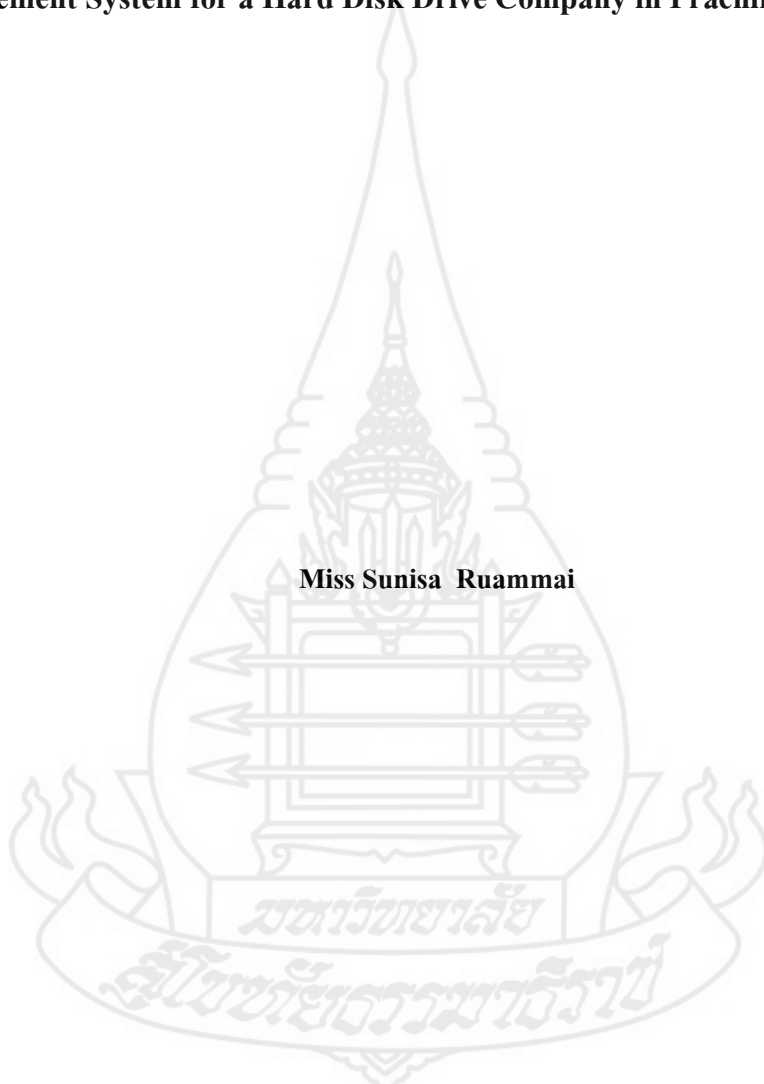 ement System for a Hard Disk Drive Company in Prachin
Miss Sunisa Ruammai
มหาวิทยาลัย
สุโขทัยธรรมาธิราช